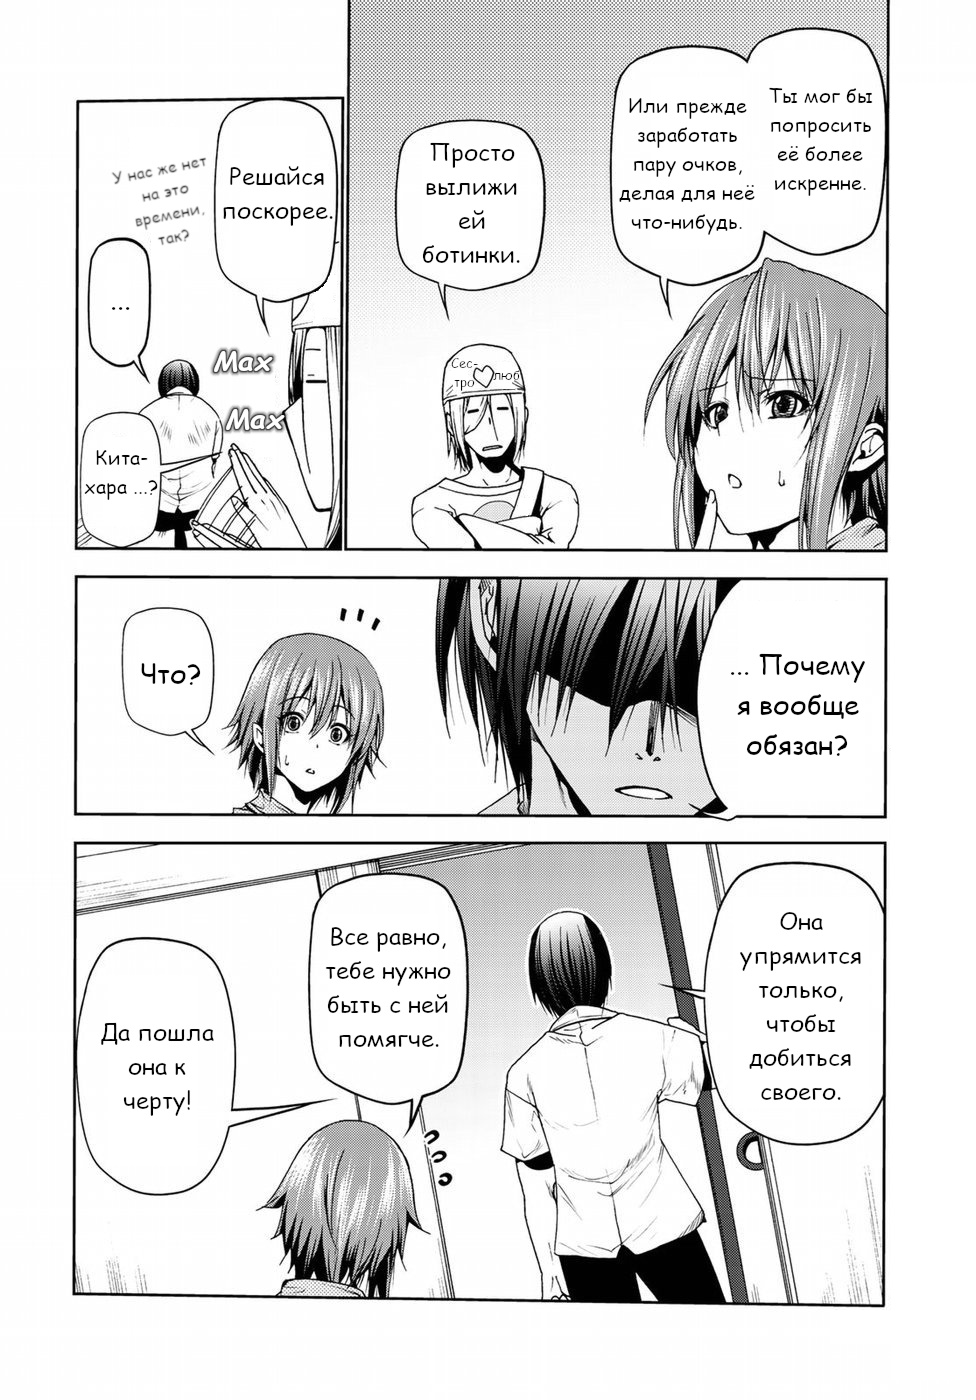 Ты мог бы
попросить
её более
искренне.
Или прежде
заработать
пару очков,
делая для неё
что-нибудь.
Просто
вылижи
ей
ботинки.
Сес-
тро люб
Решайся
поскорее.
У нас же нет
на это
времени,
так?
...
Max
Max
Кита-
хара ...?
... Почему
я вообще
обязан?
Что?
Она
упрямится
только,
чтобы
добиться
своего.
Все равно,
тебе нужно
быть с ней
помягче.
Да пошла
она к
черту!